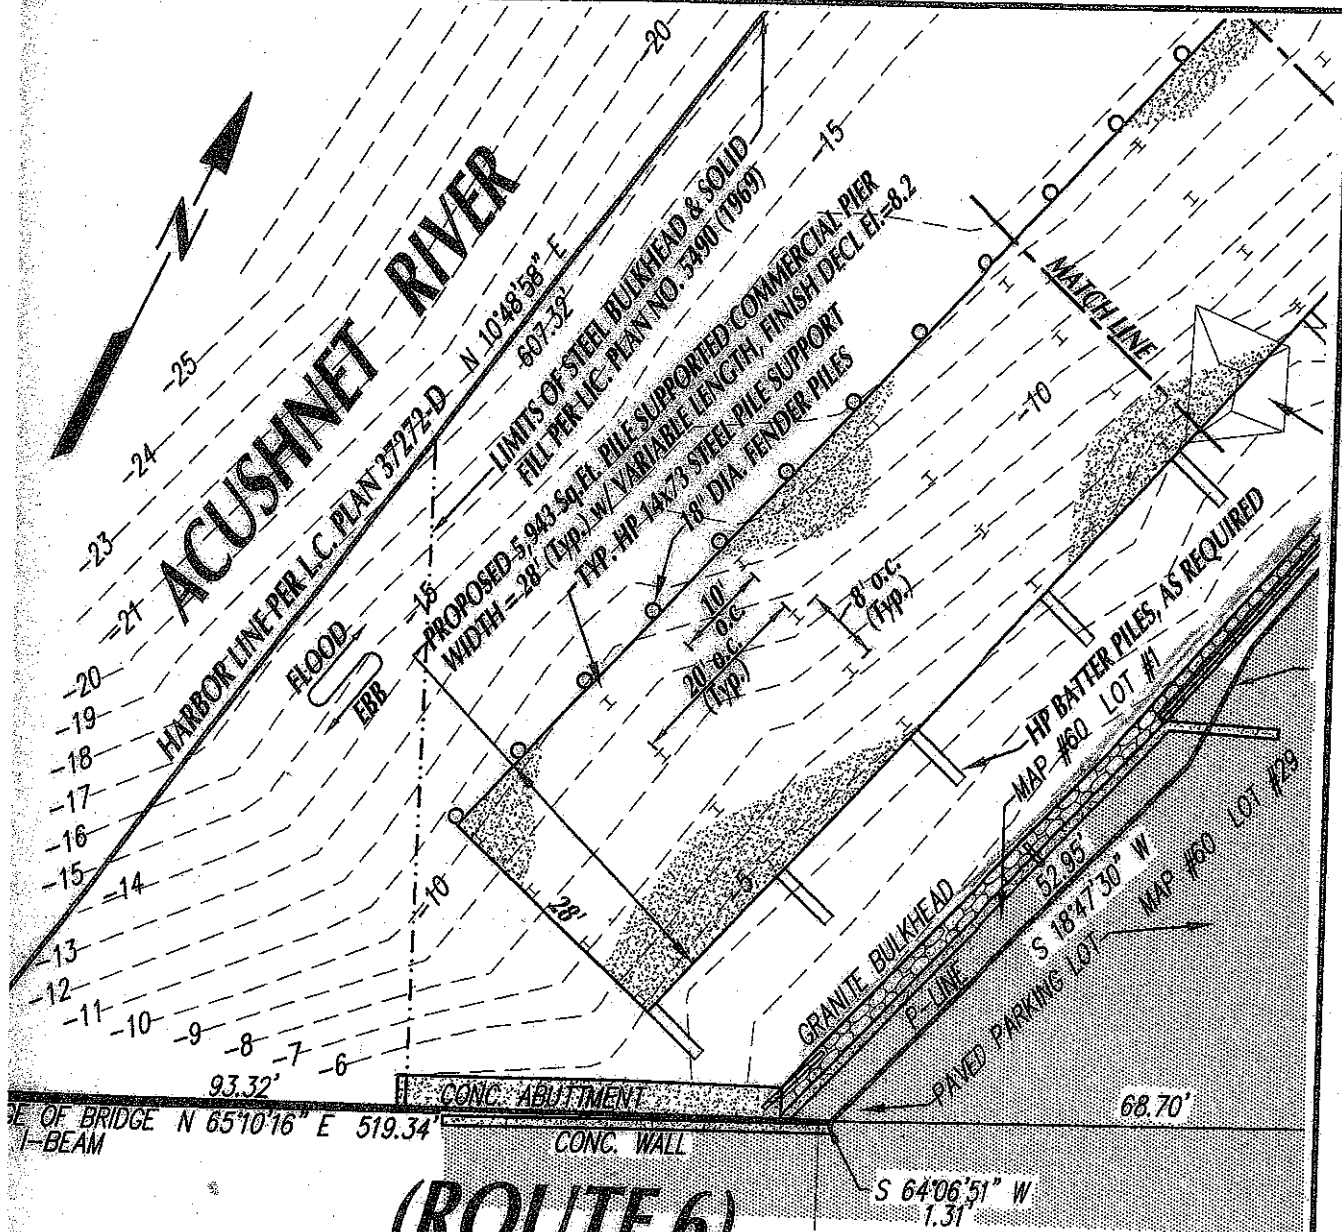 -20
-15
N
ACUSHNET RIVER
N 10°48'58" E
607.32'
HARBOR LINE PER L.C. PLAN 37272-D
LIMITS OF STEEL BULKHEAD & SOLID
FILL PER LIC. PLAN NO. 5490 (1969)
PROPOSED 5,943 Sq.Ft. PILE SUPPORTED COMMERCIAL PIER
WIDTH = 28' (Typ.) W/ VARIABLE LENGTH, FINISH DECL El.=8.2
TYP. HP 14x73 STEEL PILE SUPPORT
18" DIA. FENDER PILES
MATCH LINE
-10
-25
-24
-23
-21
-20
-19
-18
-17
-16
-15
-14
-13
-12
-11
-10
-9
-8
-7
-6
FLOOD
EBB
-15
10'
o.c.
20' o.c.
(Typ.)
8' o.c.
(Typ.)
HP BATTER PILES, AS REQUIRED
MAP #60 LOT #1
-10
28'
-5
GRANITE BULKHEAD
52.95'
S 18°47'30" W
P-LINE
MAP #60 LOT #29
PAVED PARKING LOT
93.32'
CONC. ABUTTMENT
68.70'
GE OF BRIDGE N 65°10'16" E 519.34'
I-BEAM
CONC. WALL
S 64°06'51" W
1.31'
(ROUTE 6)